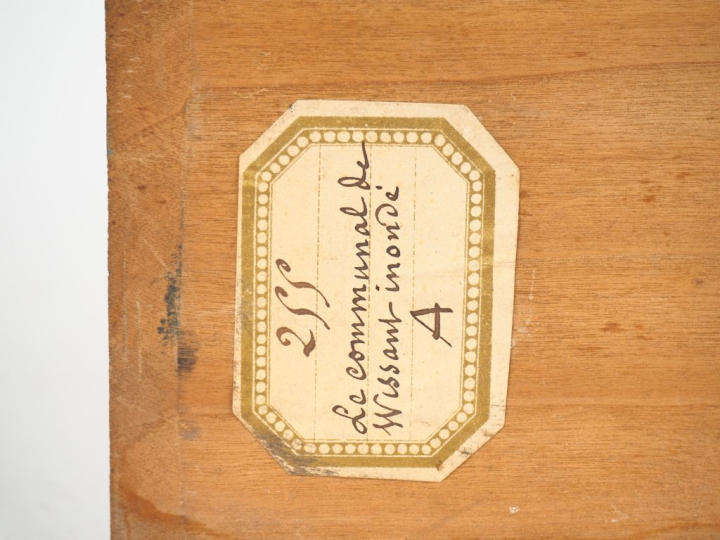 255
Le communal de
Wissant inondé
A